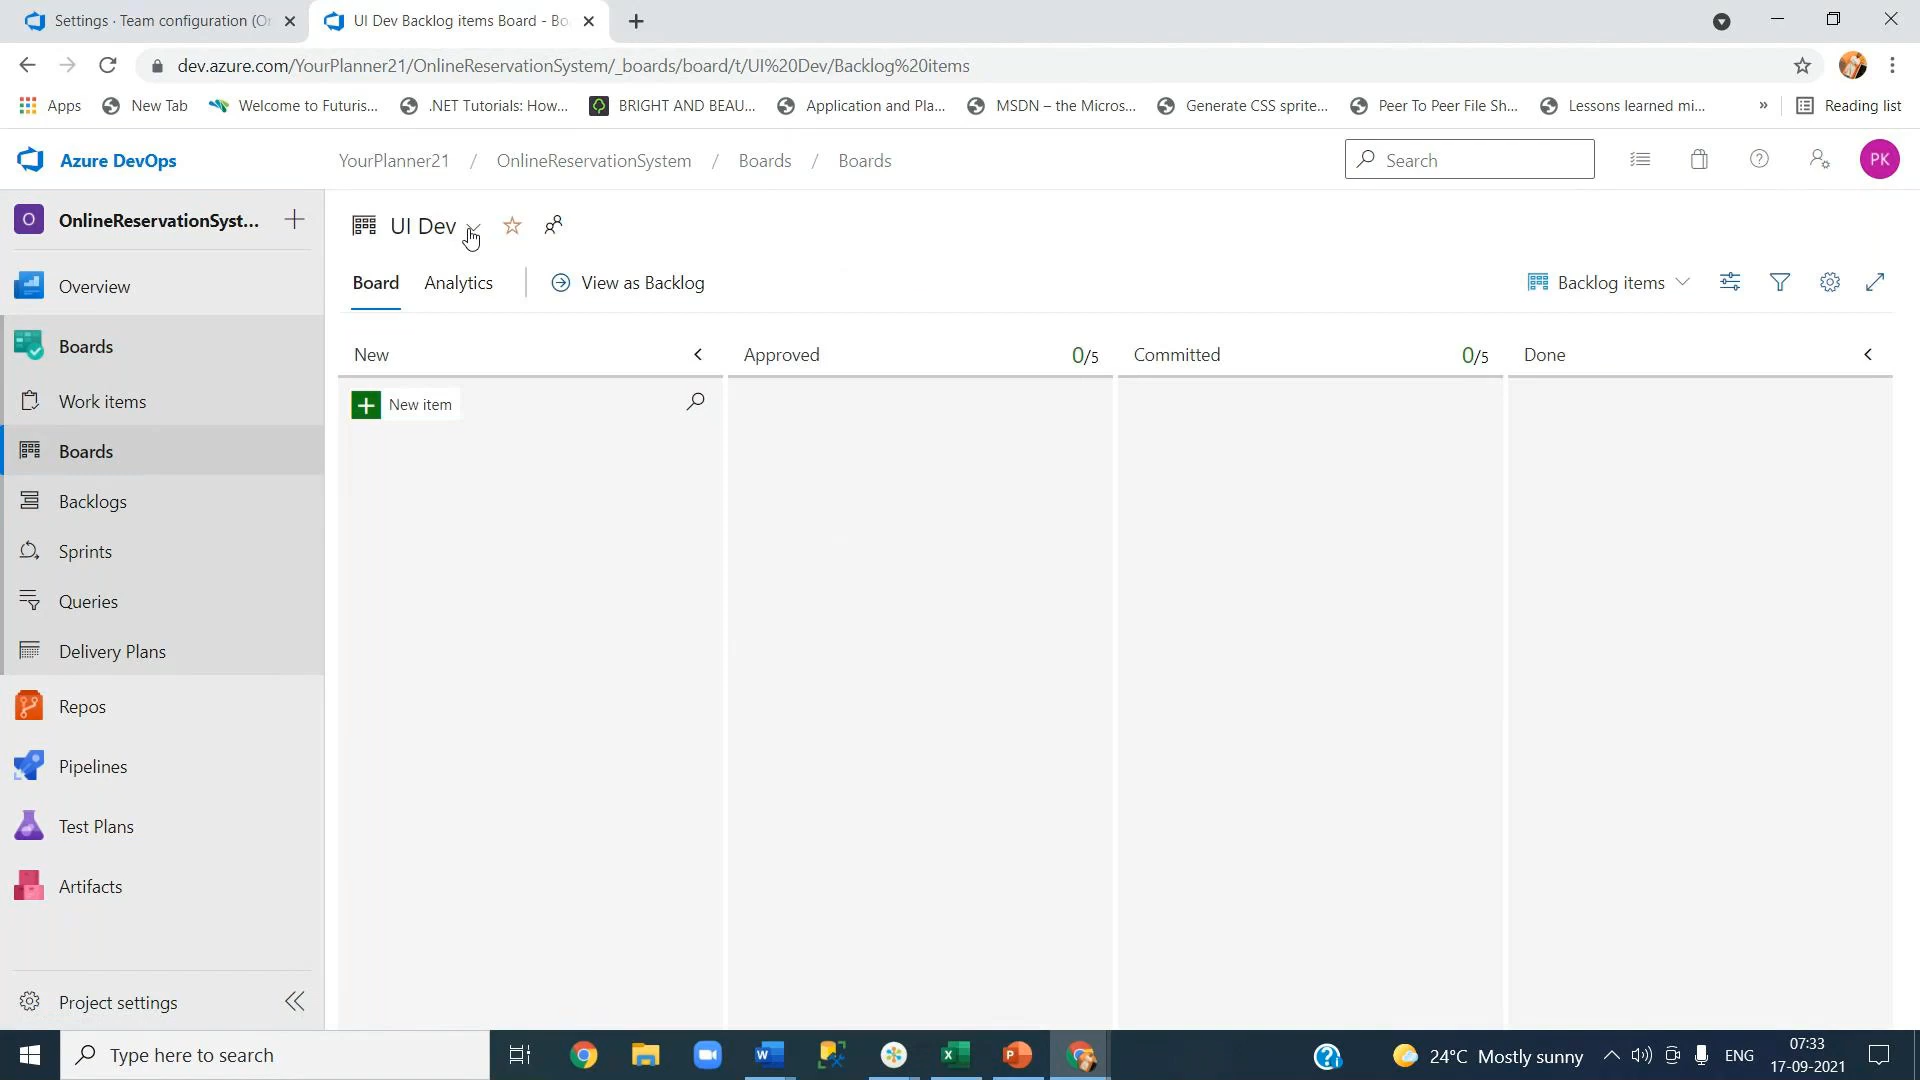 Settings · Team configuration (O
UI Dev Backlog items Board - Bo
dev.azure.com/YourPlanner21/OnlineReservationSystem/_boards/board/t/UI%20Dev/Backlog%20items
Apps
New Tab
Welcome to Futuris...
.NET Tutorials: How...
BRIGHT AND BEAU...
Application and Pla...
MSDN – the Micros...
Generate CSS sprite...
Peer To Peer File Sh...
Lessons learned mi...
»
Reading list
Azure DevOps
YourPlanner21 / OnlineReservationSystem / Boards / Boards
Search
PK
O
OnlineReservationSyst...
UI Dev
Overview
Board
Analytics
View as Backlog
Backlog items
Boards
Work items
Boards
Backlogs
Sprints
Queries
Delivery Plans
Repos
Pipelines
Test Plans
Artifacts
Project settings
New
Approved
0/5
Committed
0/5
Done
New item
Type here to search
24°C Mostly sunny
ENG
07:33
17-09-2021